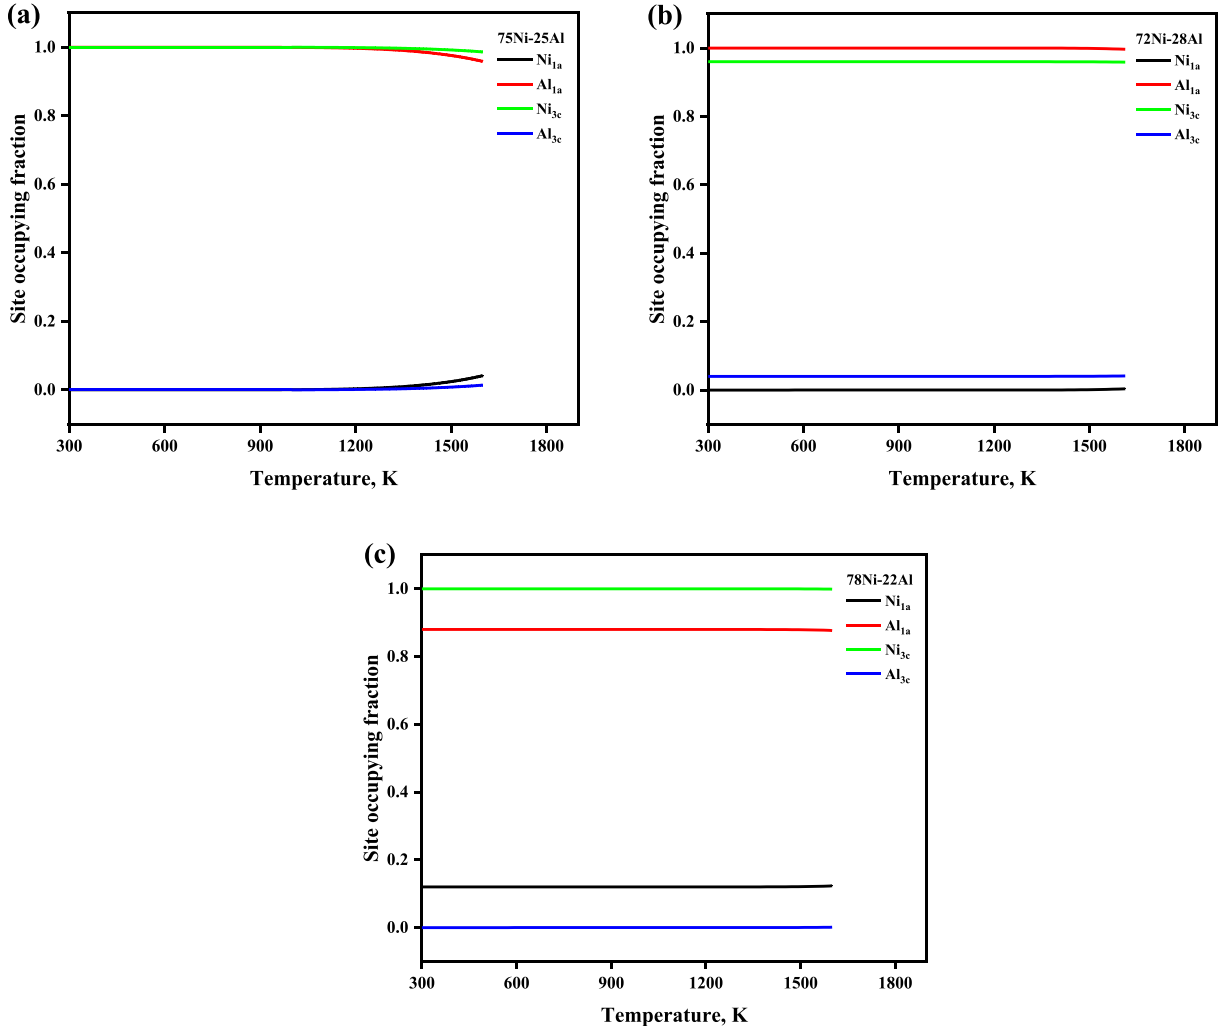 (a)
75Ni-25Al
Ni1a
Al1a
Ni3c
Al3c
1.0
0.8
0.6
0.4
0.2
0.0
Site occupying fraction
300 600 900 1200 1500 1800
Temperature, K
(b)
72Ni-28Al
Ni1a
Al1a
Ni3c
Al3c
1.0
0.8
0.6
0.4
0.2
0.0
Site occupying fraction
300 600 900 1200 1500 1800
Temperature, K
(c)
78Ni-22Al
Ni1a
Al1a
Ni3c
Al3c
1.0
0.8
0.6
0.4
0.2
0.0
Site occupying fraction
300 600 900 1200 1500 1800
Temperature, K